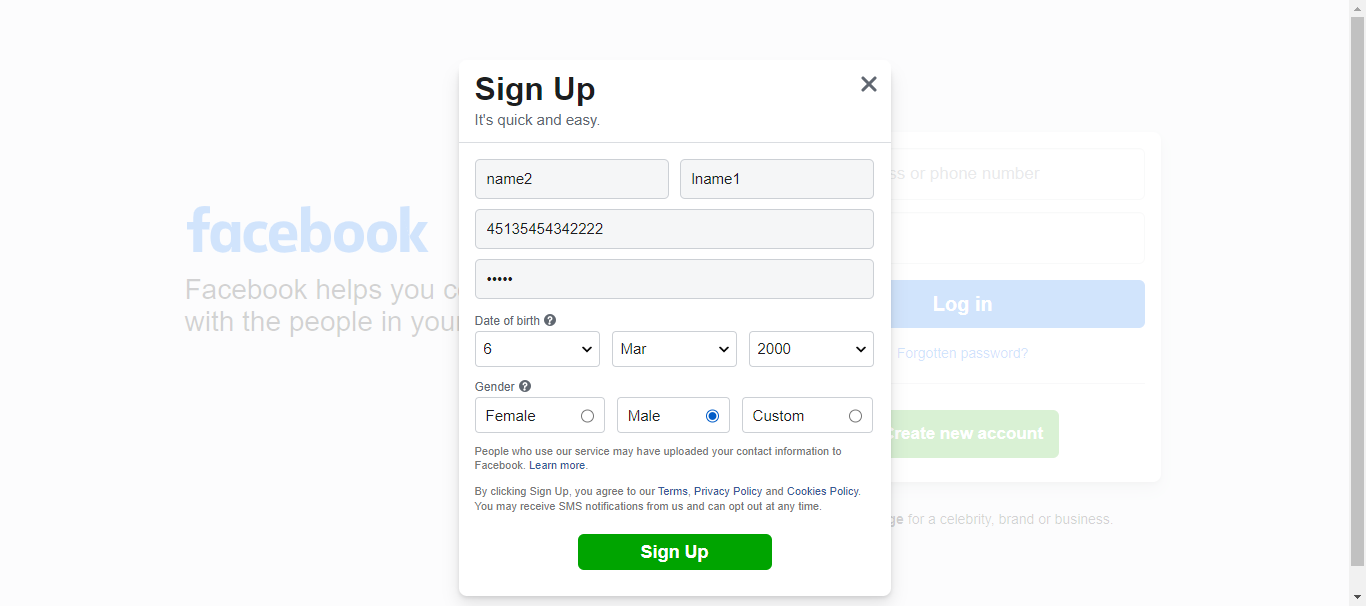 Sign Up
It's quick and easy.
name2 lname1
45135454342222
•••••
Date of birth ?
6 Mar 2000
Gender ?
Female Male Custom
People who use our service may have uploaded your contact information to
Facebook. Learn more.
By clicking Sign Up, you agree to our Terms, Privacy Policy and Cookies Policy.
You may receive SMS notifications from us and can opt out at any time.
Sign Up
facebook
Facebook helps you
with the people in your
or phone number
Log in
Forgotten password?
Create new account
for a celebrity, brand or business.